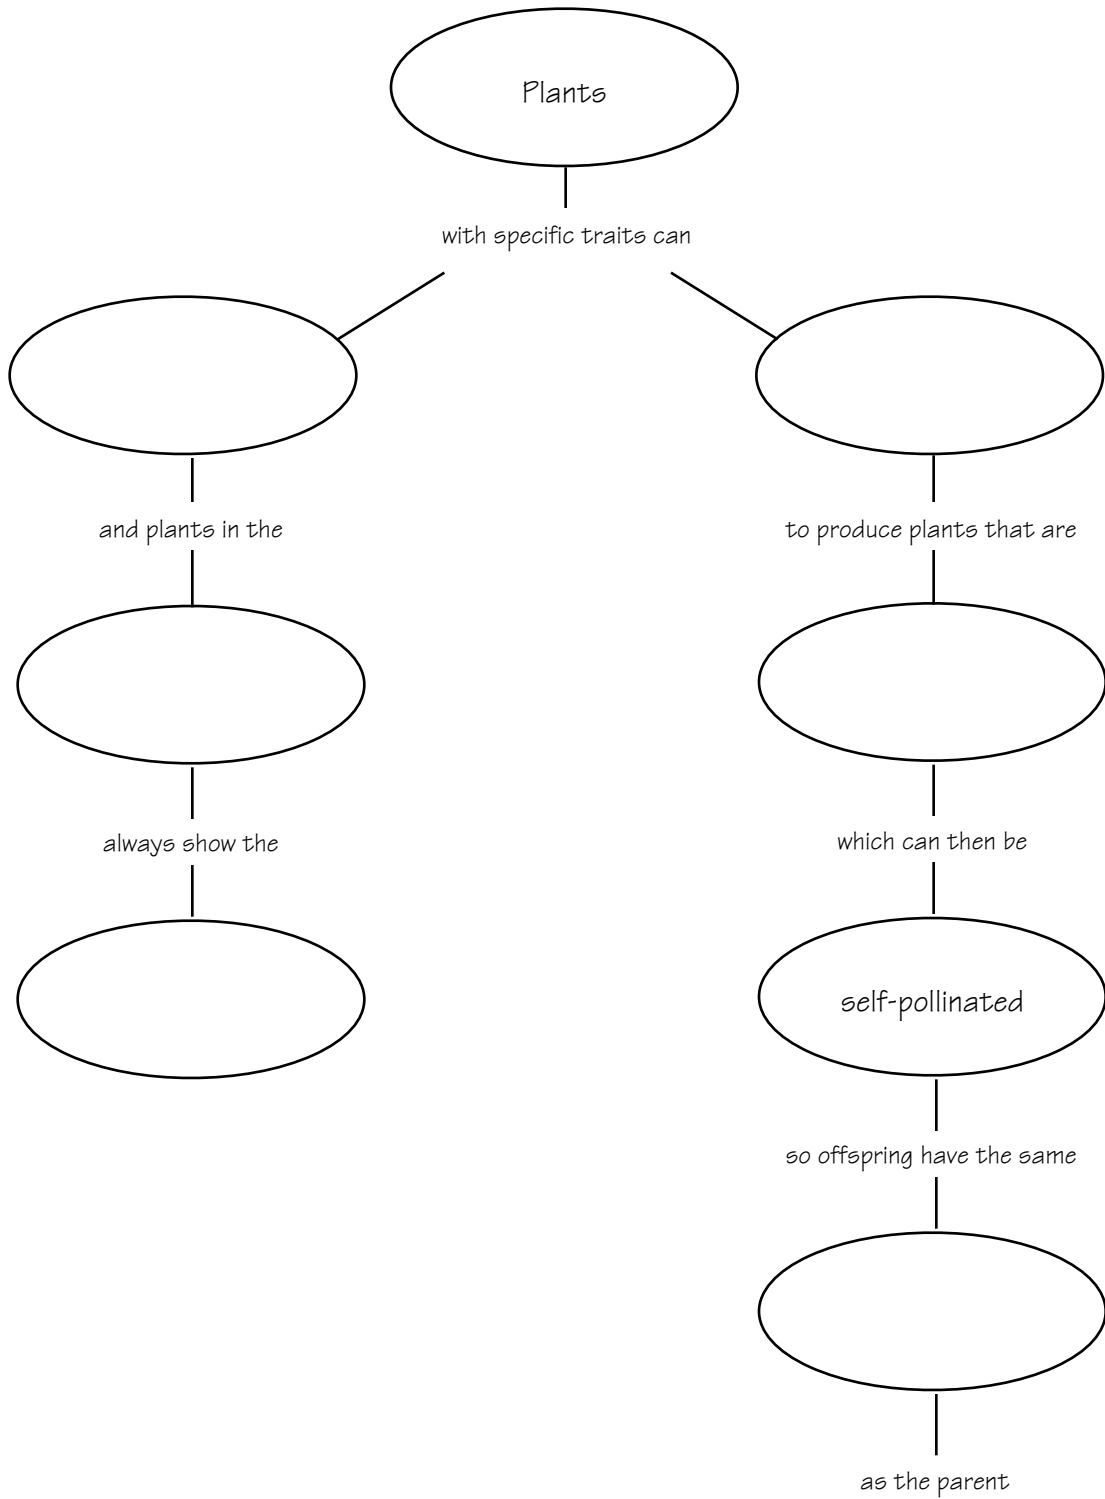 Plants
with specific traits can
and plants in the
to produce plants that are
always show the
which can then be
self-pollinated
so offspring have the same
as the parent